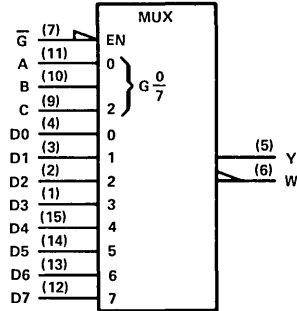 MUX
G̅ (7) EN
A (11) 0
B (10) G 0/7
C (9) 2
D0 (4) 0
D1 (3) 1
(5) Y
D2 (2) 2
(6) W
D3 (1) 3
D4 (15) 4
D5 (14) 5
D6 (13) 6
D7 (12) 7